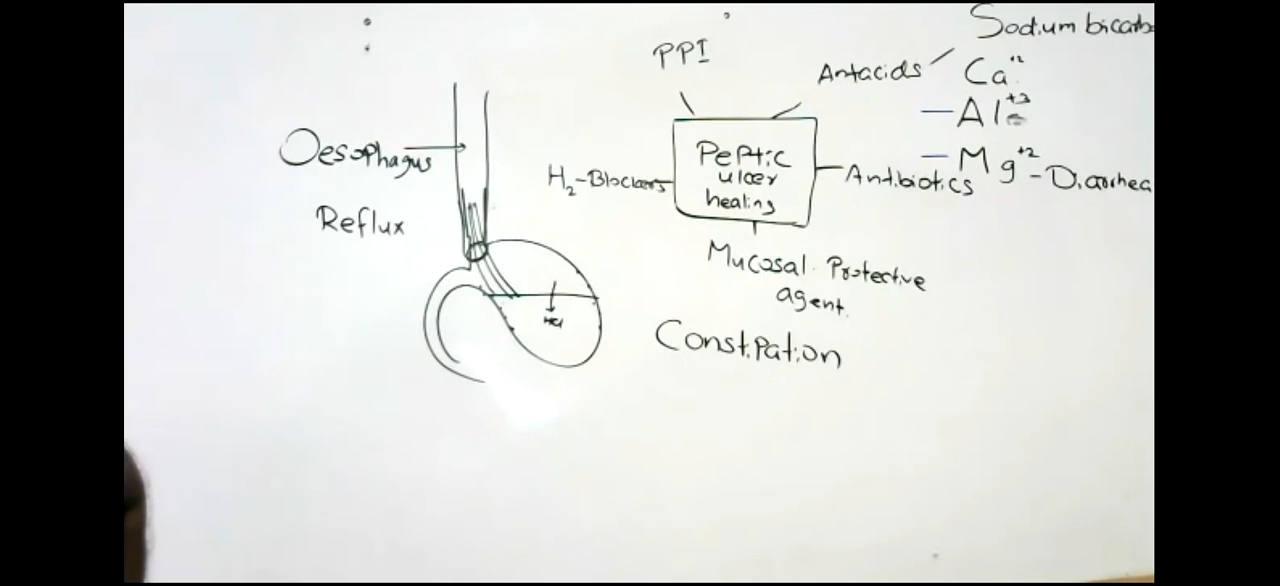 Sodium bicarb
PPI
Antacids
Ca+2
Al+3
Mg+2 - Diarrhea
Oesophagus
Reflux
H2-Blockers
Peptic
ulcer
healing
Antibiotics
Mucosal Protective
agent.
HCl
Constipation